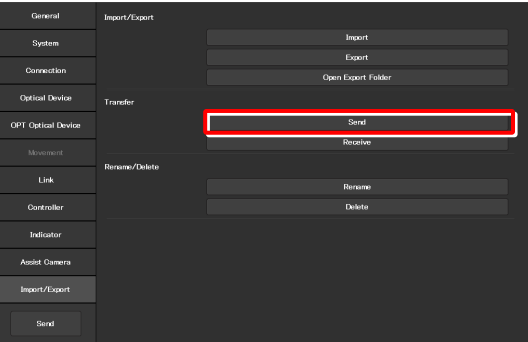 General
System
Connection
Optical Device
OPT Optical Device
Movement
Link
Controller
Indicator
Assist Camera
Import/Export
Send
Import/Export
Import
Export
Open Export Folder
Transfer
Send
Receive
Rename/Delete
Rename
Delete